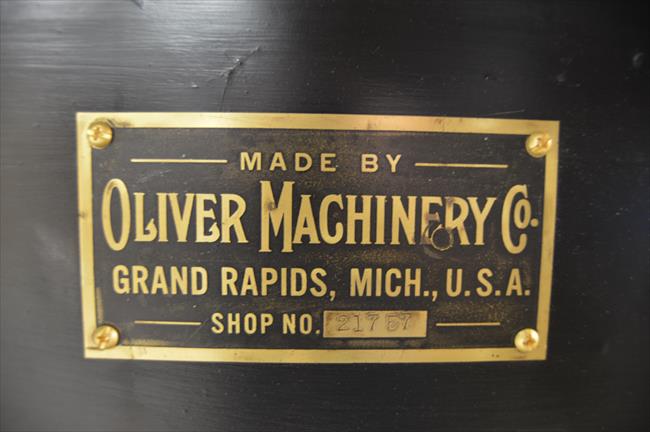 MADE BY
OLIVER MACHINERY CO.
GRAND RAPIDS, MICH., U.S.A.
SHOP NO. 21757